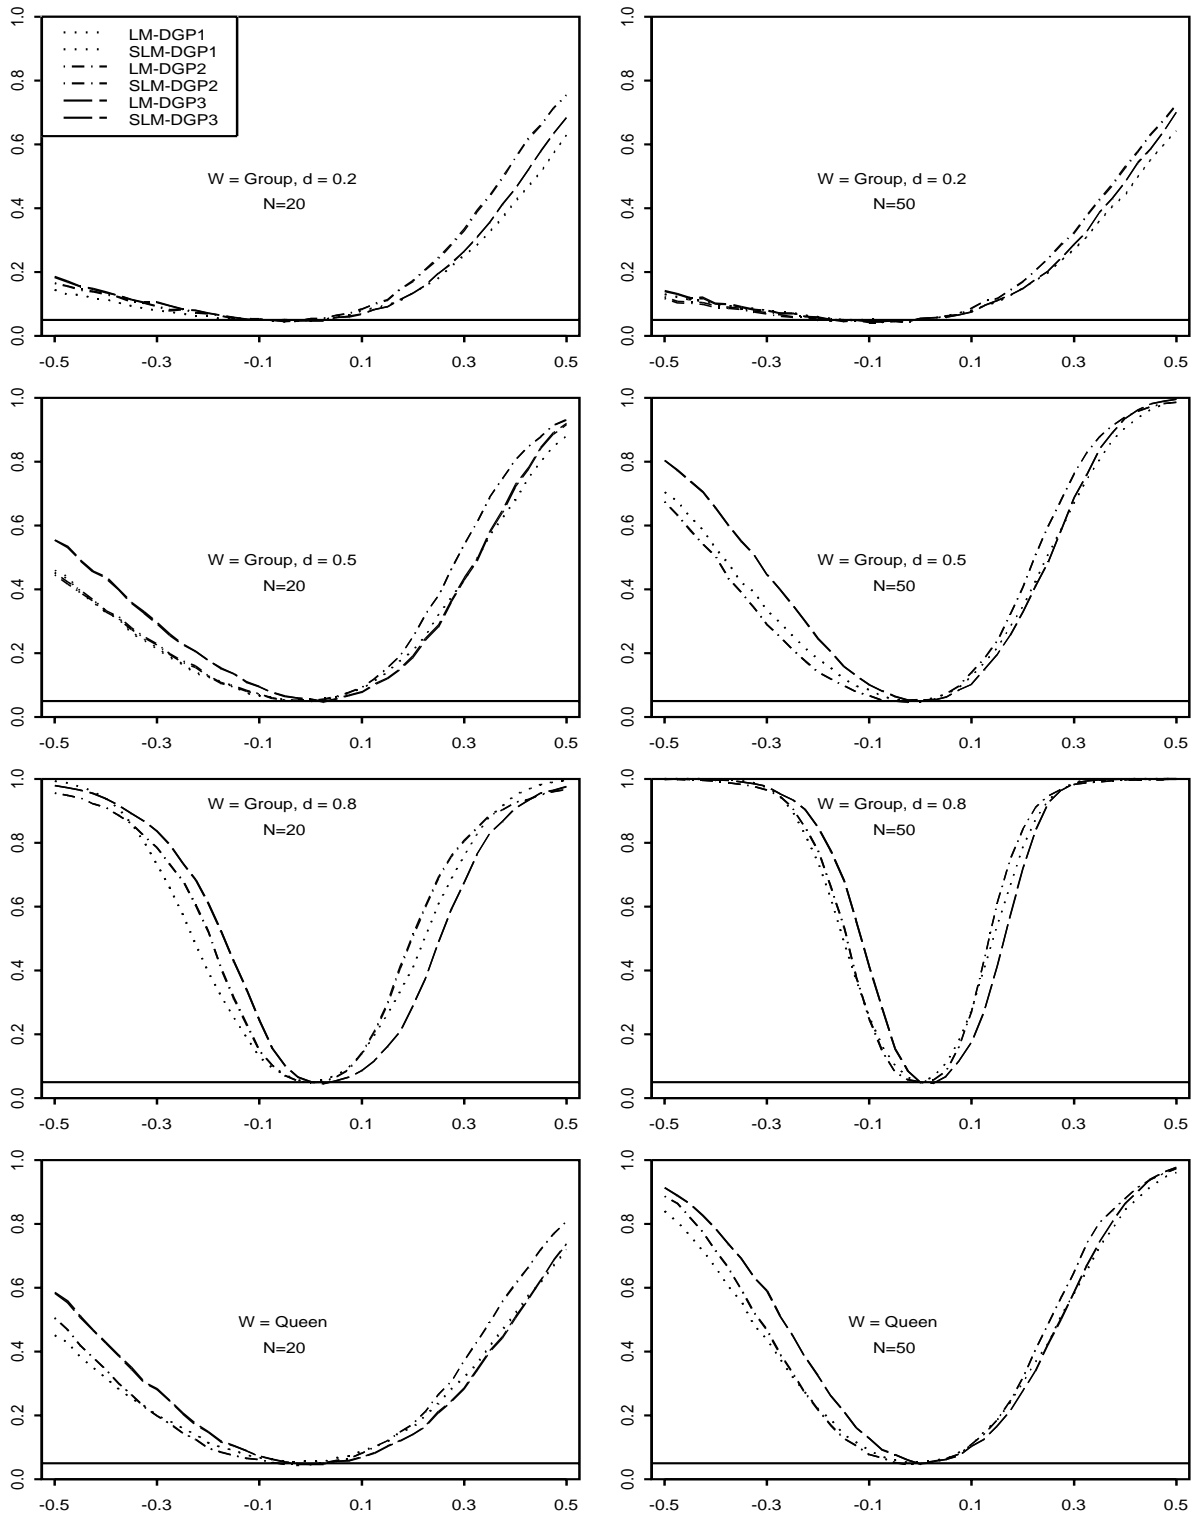 1.0
0.8
0.6
0.4
0.2
0.0
LM-DGP1
SLM-DGP1
LM-DGP2
SLM-DGP2
LM-DGP3
SLM-DGP3
W = Group, d = 0.2
N=20
-0.5 -0.3 -0.1 0.1 0.3 0.5
1.0
0.8
0.6
0.4
0.2
0.0
W = Group, d = 0.2
N=50
-0.5 -0.3 -0.1 0.1 0.3 0.5
1.0
0.8
0.6
0.4
0.2
0.0
W = Group, d = 0.5
N=20
-0.5 -0.3 -0.1 0.1 0.3 0.5
1.0
0.8
0.6
0.4
0.2
0.0
W = Group, d = 0.5
N=50
-0.5 -0.3 -0.1 0.1 0.3 0.5
1.0
0.8
0.6
0.4
0.2
0.0
W = Group, d = 0.8
N=20
-0.5 -0.3 -0.1 0.1 0.3 0.5
1.0
0.8
0.6
0.4
0.2
0.0
W = Group, d = 0.8
N=50
-0.5 -0.3 -0.1 0.1 0.3 0.5
1.0
0.8
0.6
0.4
0.2
0.0
W = Queen
N=20
-0.5 -0.3 -0.1 0.1 0.3 0.5
1.0
0.8
0.6
0.4
0.2
0.0
W = Queen
N=50
-0.5 -0.3 -0.1 0.1 0.3 0.5